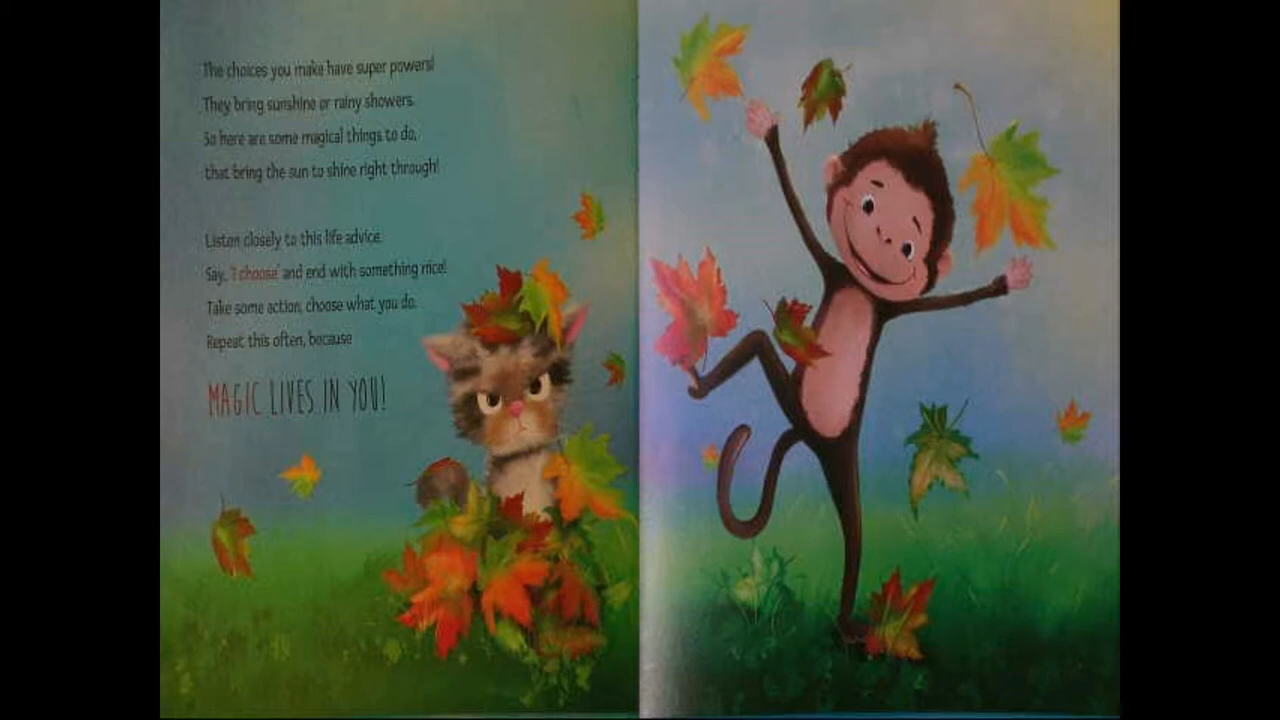 The choices you make have super powers!
They bring sunshine or rainy showers.
So here are some magical things to do,
that bring the sun to shine right through!
Listen closely to this life advice.
Say, 'I choose' and end with something nice!
Take some action, choose what you do.
Repeat this often, because
MAGIC LIVES IN YOU!